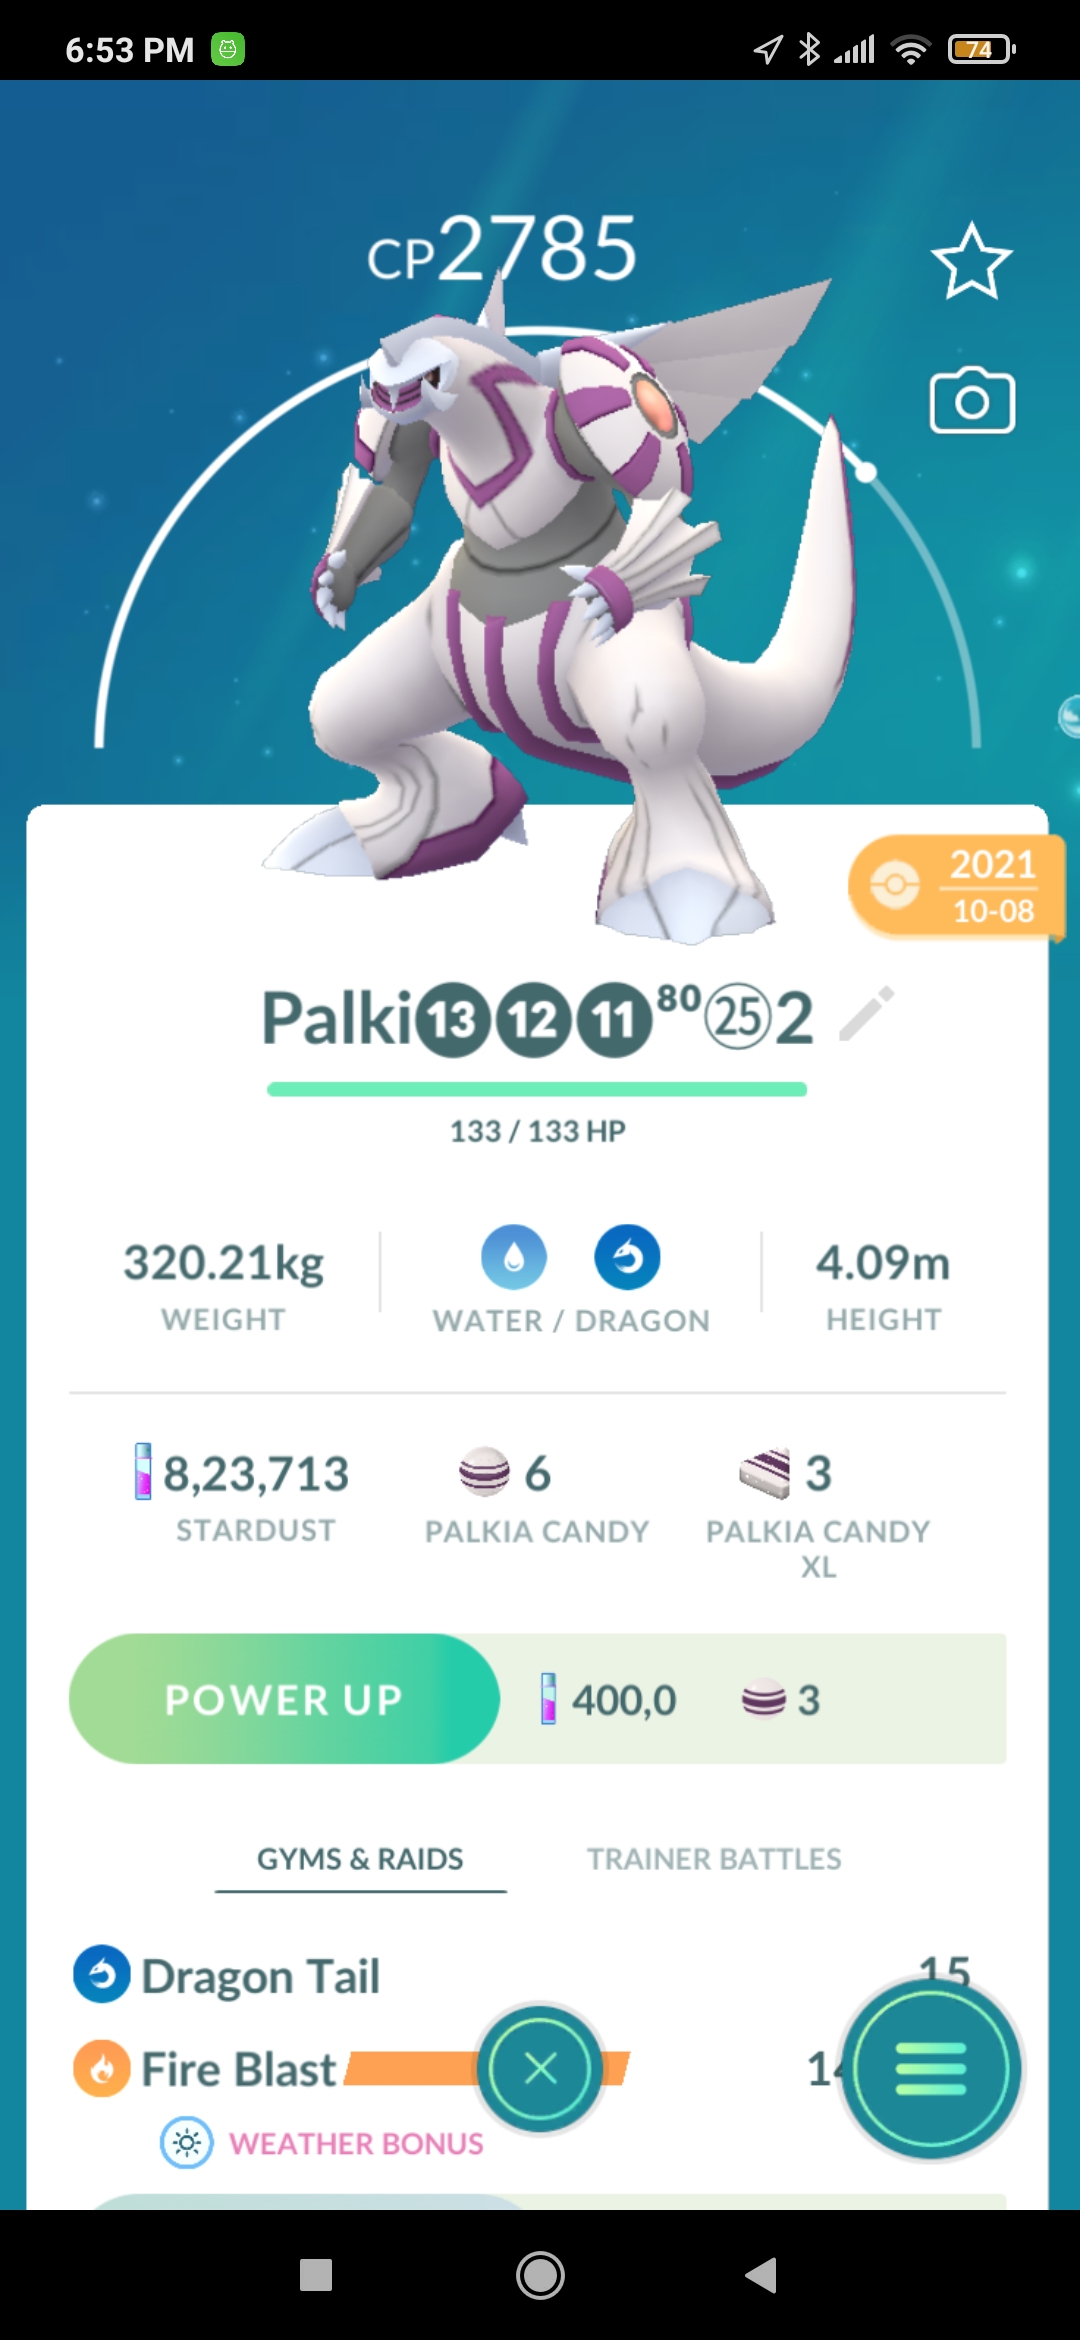 6:53 PM
74
CP2785
2021
10-08
Palki⓭⓬⓫⁸⁰㉕2
133 / 133 HP
320.21kg
WEIGHT
WATER / DRAGON
4.09m
HEIGHT
8,23,713
STARDUST
6
PALKIA CANDY
3
PALKIA CANDY
XL
POWER UP
400,0
3
GYMS & RAIDS
TRAINER BATTLES
Dragon Tail
15
Fire Blast
WEATHER BONUS